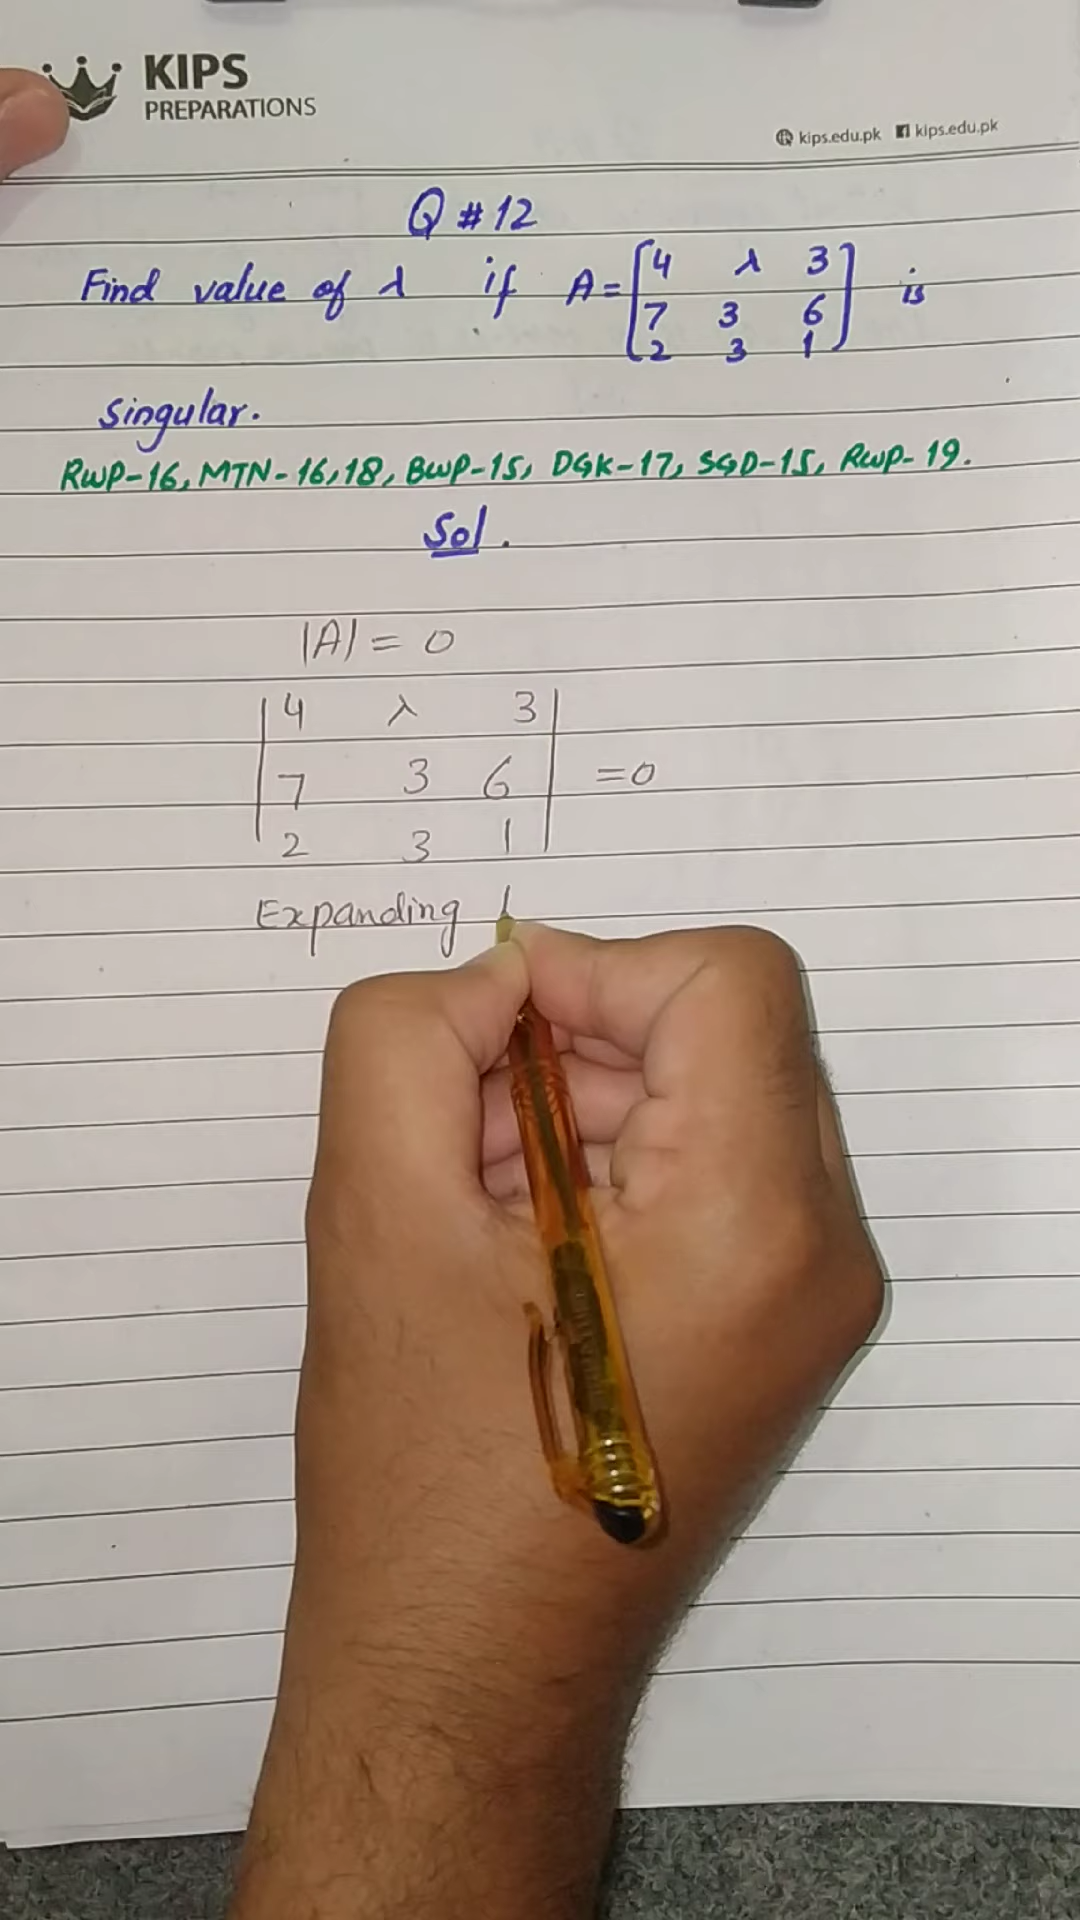 KIPS
PREPARATIONS
kips.edu.pk kips.edu.pk
Q # 12
Find value of λ if A = [4 λ 3
7 3 6
2 3 1] is
Singular.
RWP-16, MTN-16,18, BWP-15, DGK-17, SGD-15, RWP-19.
Sol.
|A| = 0
|4 λ 3|
|7 3 6| = 0
|2 3 1|
Expanding